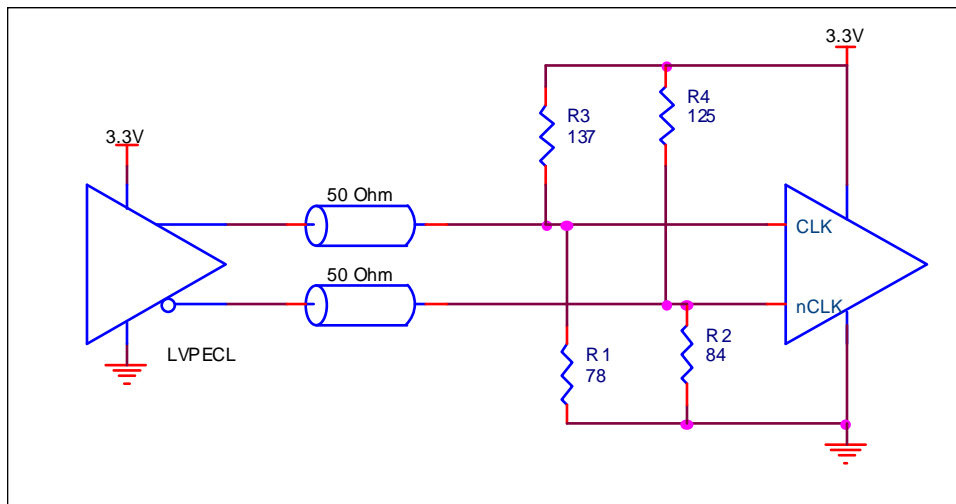 3.3V
R3
137
R4
125
3.3V
50 Ohm
CLK
50 Ohm
nCLK
LVPECL
R1
78
R2
84